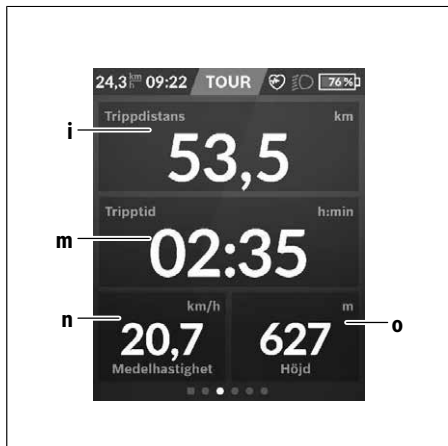 24,3 km/h 09:22 TOUR 76 %
Trippdistans km
i
53,5
Tripptid h:min
m
02:35
km/h m
n o
20,7 627
Medelhastighet Höjd